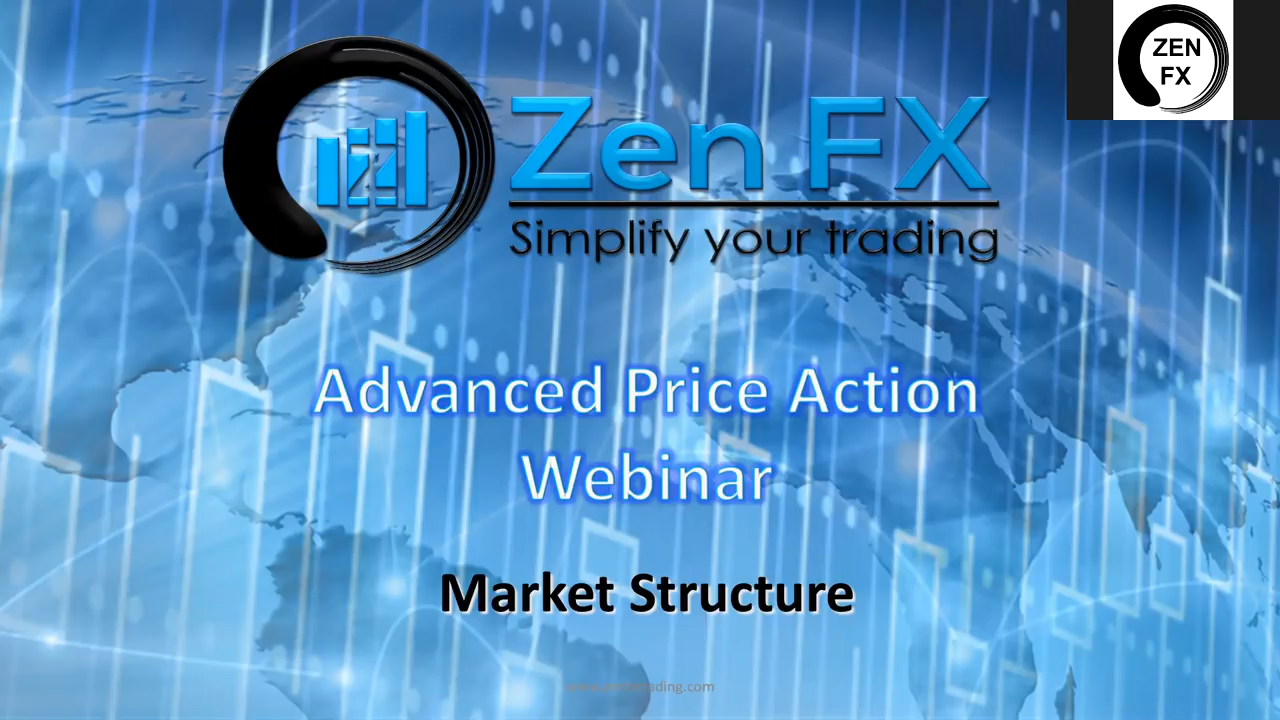 ZEN
FX
Zen FX
Simplify your trading
Advanced Price Action
Webinar
Market Structure